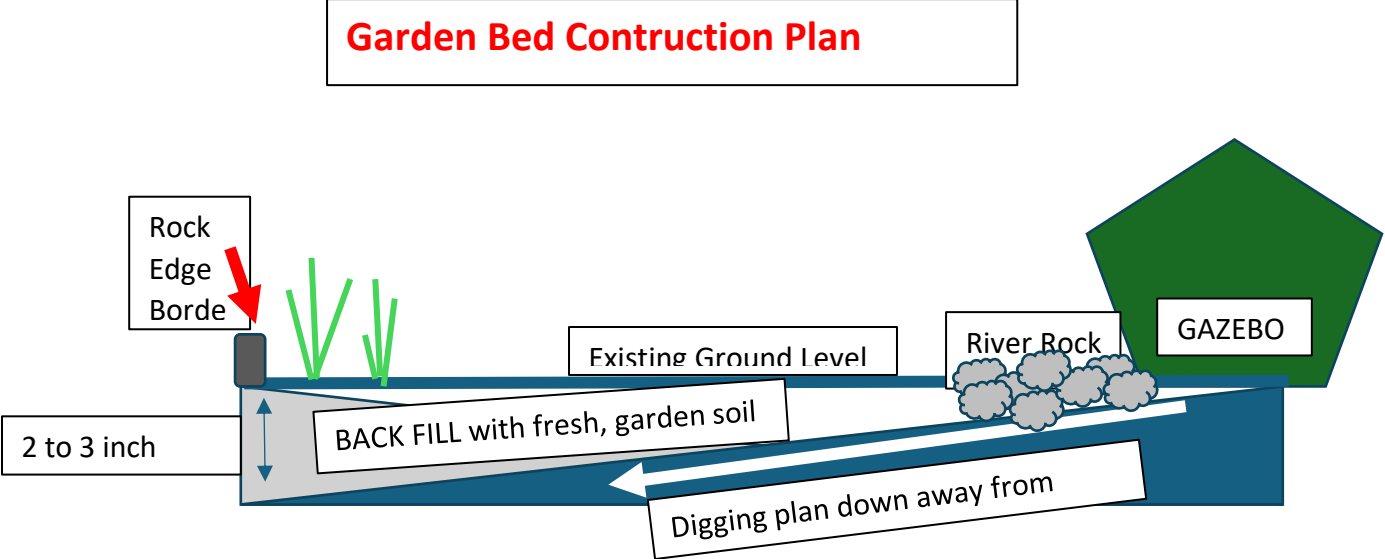 Garden Bed Contruction Plan
Rock
Edge
Borde
Existing Ground Level
River Rock
GAZEBO
BACK FILL with fresh, garden soil
2 to 3 inch
Digging plan down away from